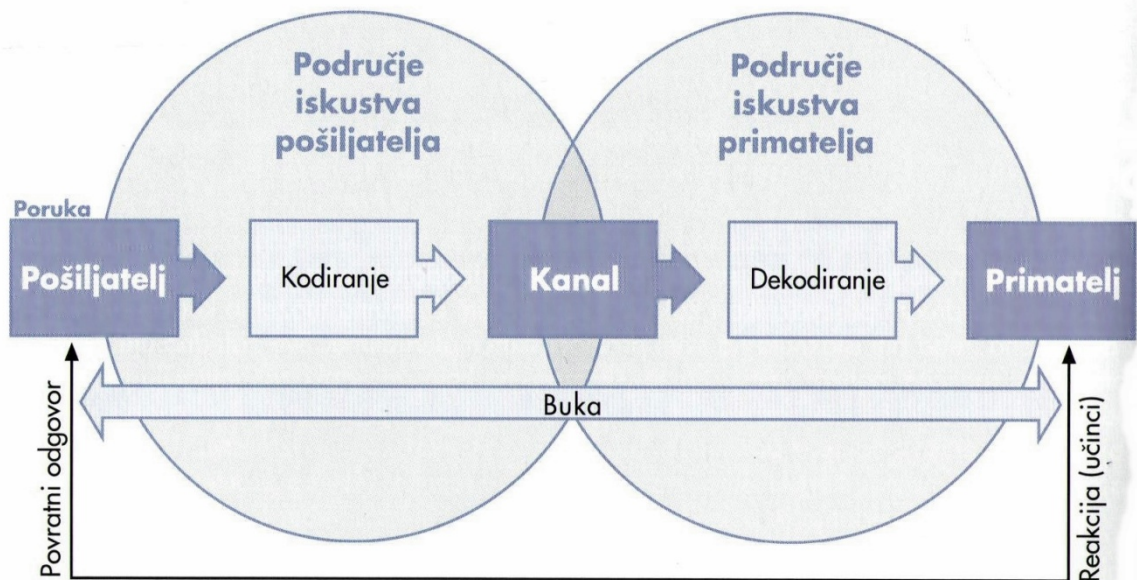 Područje
iskustva
pošiljatelja
Područje
iskustva
primatelja
Poruka
Pošiljatelj
Kodiranje
Kanal
Dekodiranje
Primatelj
Buka
Povratni odgovor
Reakcija (učinci)